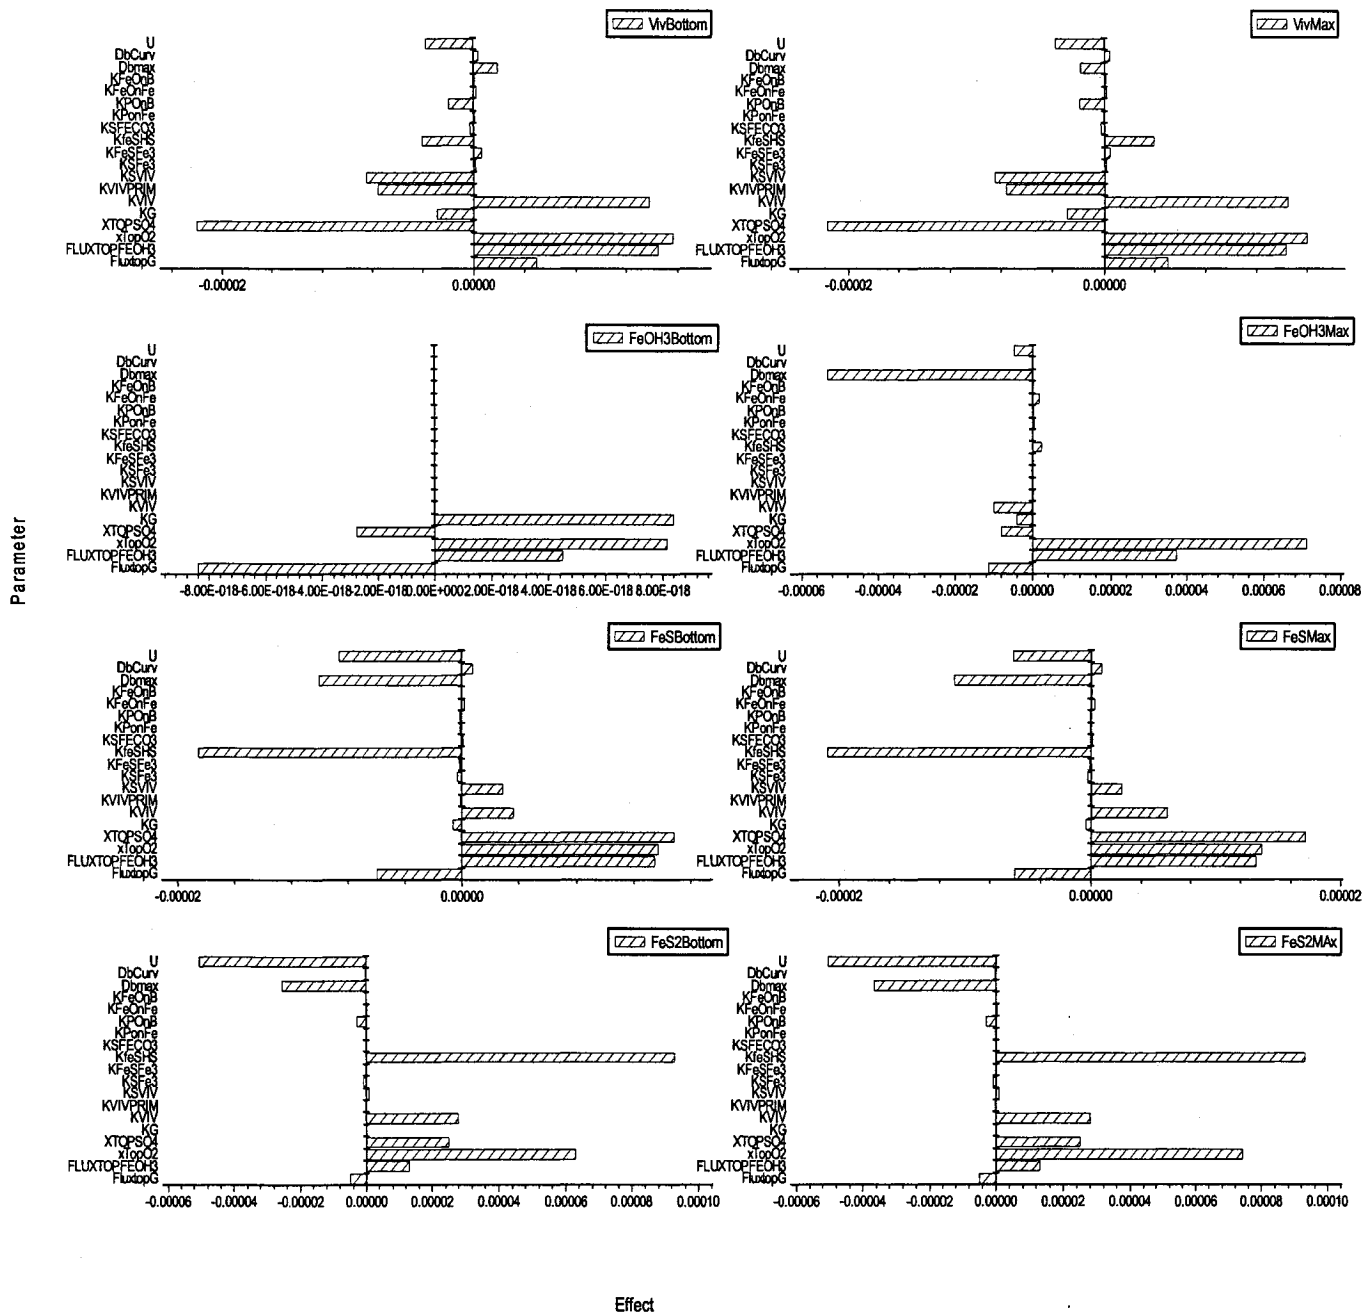 VivBottom
U
DbCurv
Dbmax
KFeOnB
KFeOnFe
KPOnB
KPonFe
KSFECO3
KfeSHS
KFeSFe3
KSFe3
KSVIV
KVIVPRIM
KVIV
KG
XTOPSO4
xTopO2
FLUXTOPFEOH3
FluxtopG
-0.00002 0.00000
VivMax
U
DbCurv
Dbmax
KFeOnB
KFeOnFe
KPOnB
KPonFe
KSFECO3
KfeSHS
KFeSFe3
KSFe3
KSVIV
KVIVPRIM
KVIV
KG
XTOPSO4
xTopO2
FLUXTOPFEOH3
FluxtopG
-0.00002 0.00000
FeOH3Bottom
U
DbCurv
Dbmax
KFeOnB
KFeOnFe
KPOnB
KPonFe
KSFECO3
KfeSHS
KFeSFe3
KSFe3
KSVIV
KVIVPRIM
KVIV
KG
XTOPSO4
xTopO2
FLUXTOPFEOH3
FluxtopG
-8.00E-018 -6.00E-018 -4.00E-018 -2.00E-018 0.00E+000 2.00E-018 4.00E-018 6.00E-018 8.00E-018
FeOH3Max
U
DbCurv
Dbmax
KFeOnB
KFeOnFe
KPOnB
KPonFe
KSFECO3
KfeSHS
KFeSFe3
KSFe3
KSVIV
KVIVPRIM
KVIV
KG
XTOPSO4
xTopO2
FLUXTOPFEOH3
FluxtopG
-0.00006 -0.00004 -0.00002 0.00000 0.00002 0.00004 0.00006 0.00008
Parameter
FeSBottom
U
DbCurv
Dbmax
KFeOnB
KFeOnFe
KPOnB
KPonFe
KSFECO3
KfeSHS
KFeSFe3
KSFe3
KSVIV
KVIVPRIM
KVIV
KG
XTOPSO4
xTopO2
FLUXTOPFEOH3
FluxtopG
-0.00002 0.00000
FeSMax
U
DbCurv
Dbmax
KFeOnB
KFeOnFe
KPOnB
KPonFe
KSFECO3
KfeSHS
KFeSFe3
KSFe3
KSVIV
KVIVPRIM
KVIV
KG
XTOPSO4
xTopO2
FLUXTOPFEOH3
FluxtopG
-0.00002 0.00000 0.00002
FeS2Bottom
U
DbCurv
Dbmax
KFeOnB
KFeOnFe
KPOnB
KPonFe
KSFECO3
KfeSHS
KFeSFe3
KSFe3
KSVIV
KVIVPRIM
KVIV
KG
XTOPSO4
xTopO2
FLUXTOPFEOH3
FluxtopG
-0.00006 -0.00004 -0.00002 0.00000 0.00002 0.00004 0.00006 0.00008 0.00010
FeS2MAx
U
DbCurv
Dbmax
KFeOnB
KFeOnFe
KPOnB
KPonFe
KSFECO3
KfeSHS
KFeSFe3
KSFe3
KSVIV
KVIVPRIM
KVIV
KG
XTOPSO4
xTopO2
FLUXTOPFEOH3
FluxtopG
-0.00006 -0.00004 -0.00002 0.00000 0.00002 0.00004 0.00006 0.00008 0.00010
Effect